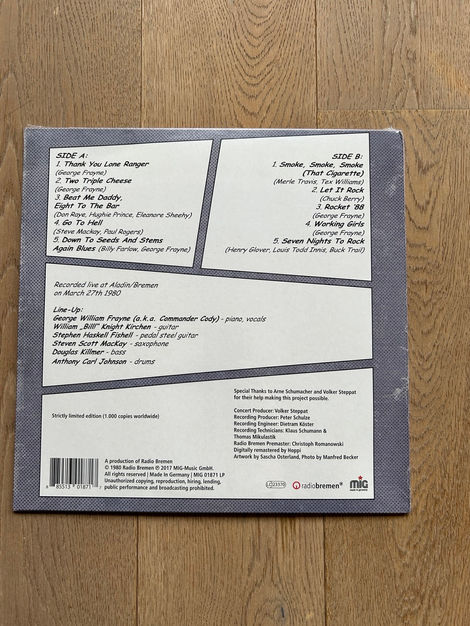 SIDE A:
1. Thank You Lone Ranger
(George Frayne)
2. Two Triple Cheese
(George Frayne)
3. Beat Me Daddy,
Eight To The Bar
(Don Raye, Hughie Prince, Eleanore Sheehy)
4. Go To Hell
(Steve Mackay, Paul Rogers)
5. Down To Seeds And Stems
Again Blues (Billy Farlow, George Frayne)
SIDE B:
1. Smoke, Smoke, Smoke
(That Cigarette)
(Merle Travis, Tex Williams)
2. Let It Rock
(Chuck Berry)
3. Rocket '88
(George Frayne)
4. Working Girls
(George Frayne)
5. Seven Nights To Rock
(Henry Glover, Louis Todd Innis, Buck Trail)
Recorded live at Aladin/Bremen
on March 27th 1980
Line-Up:
George William Frayne (a.k.a. Commander Cody) - piano, vocals
William „Bill“ Knight Kirchen - guitar
Stephen Haskell Fishell - pedal steel guitar
Steven Scott MacKay - saxophone
Douglas Killmer - bass
Anthony Carl Johnson - drums
Strictly limited edition (1.000 copies worldwide)
Special Thanks to Arne Schumacher and Volker Steppat
for their help making this project possible.
Concert Producer: Volker Steppat
Recording Producer: Peter Schulze
Recording Engineer: Dietram Köster
Recording Technicians: Klaus Schumann &
Thomas Mikulastik
Radio Bremen Premaster: Christoph Romanowski
Digitally remastered by Hoppi
Artwork by Sascha Osterland, Photo by Manfred Becker
A production of Radio Bremen
© 1980 Radio Bremen ℗ 2017 MIG-Music GmbH.
All rights reserved | Made in Germany | MIG 01871 LP
Unauthorized copying, reproduction, hiring, lending,
public performance and broadcasting prohibited.
8 85513 01871 7
LC 23370
radiobremen
mig